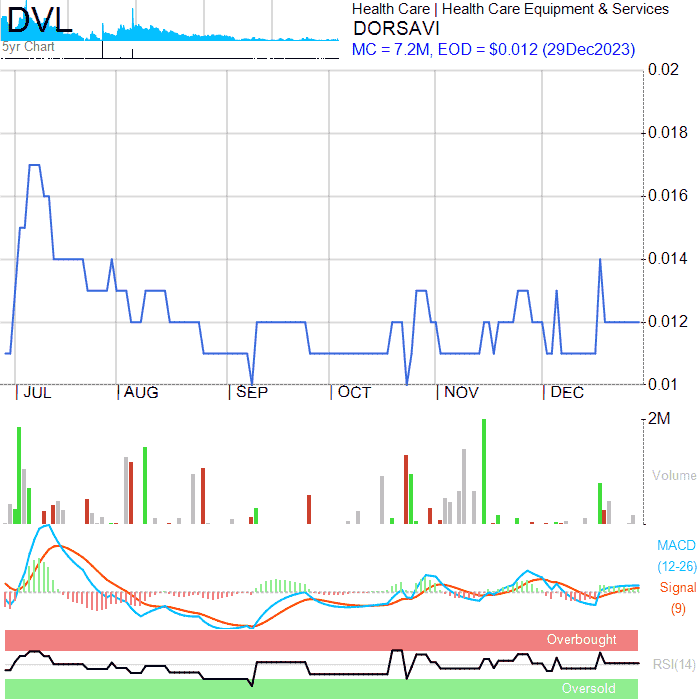 DVL
5yr Chart
Health Care | Health Care Equipment & Services
DORSAVI
MC = 7.2M, EOD = $0.012 (29Dec2023)
0.02
0.018
0.016
0.014
0.012
0.01
JUL AUG SEP OCT NOV DEC
2M
Volume
MACD
(12-26)
Signal
(9)
Overbought
RSI(14)
Oversold